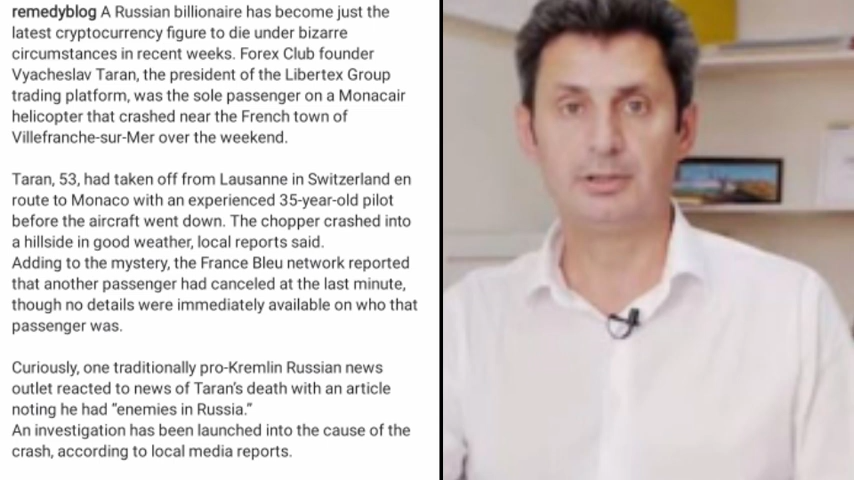 remedyblog A Russian billionaire has become just the
latest cryptocurrency figure to die under bizarre
circumstances in recent weeks. Forex Club founder
Vyacheslav Taran, the president of the Libertex Group
trading platform, was the sole passenger on a Monacair
helicopter that crashed near the French town of
Villefranche-sur-Mer over the weekend.
Taran, 53, had taken off from Lausanne in Switzerland en
route to Monaco with an experienced 35-year-old pilot
before the aircraft went down. The chopper crashed into
a hillside in good weather, local reports said.
Adding to the mystery, the France Bleu network reported
that another passenger had canceled at the last minute,
though no details were immediately available on who that
passenger was.
Curiously, one traditionally pro-Kremlin Russian news
outlet reacted to news of Taran's death with an article
noting he had "enemies in Russia."
An investigation has been launched into the cause of the
crash, according to local media reports.